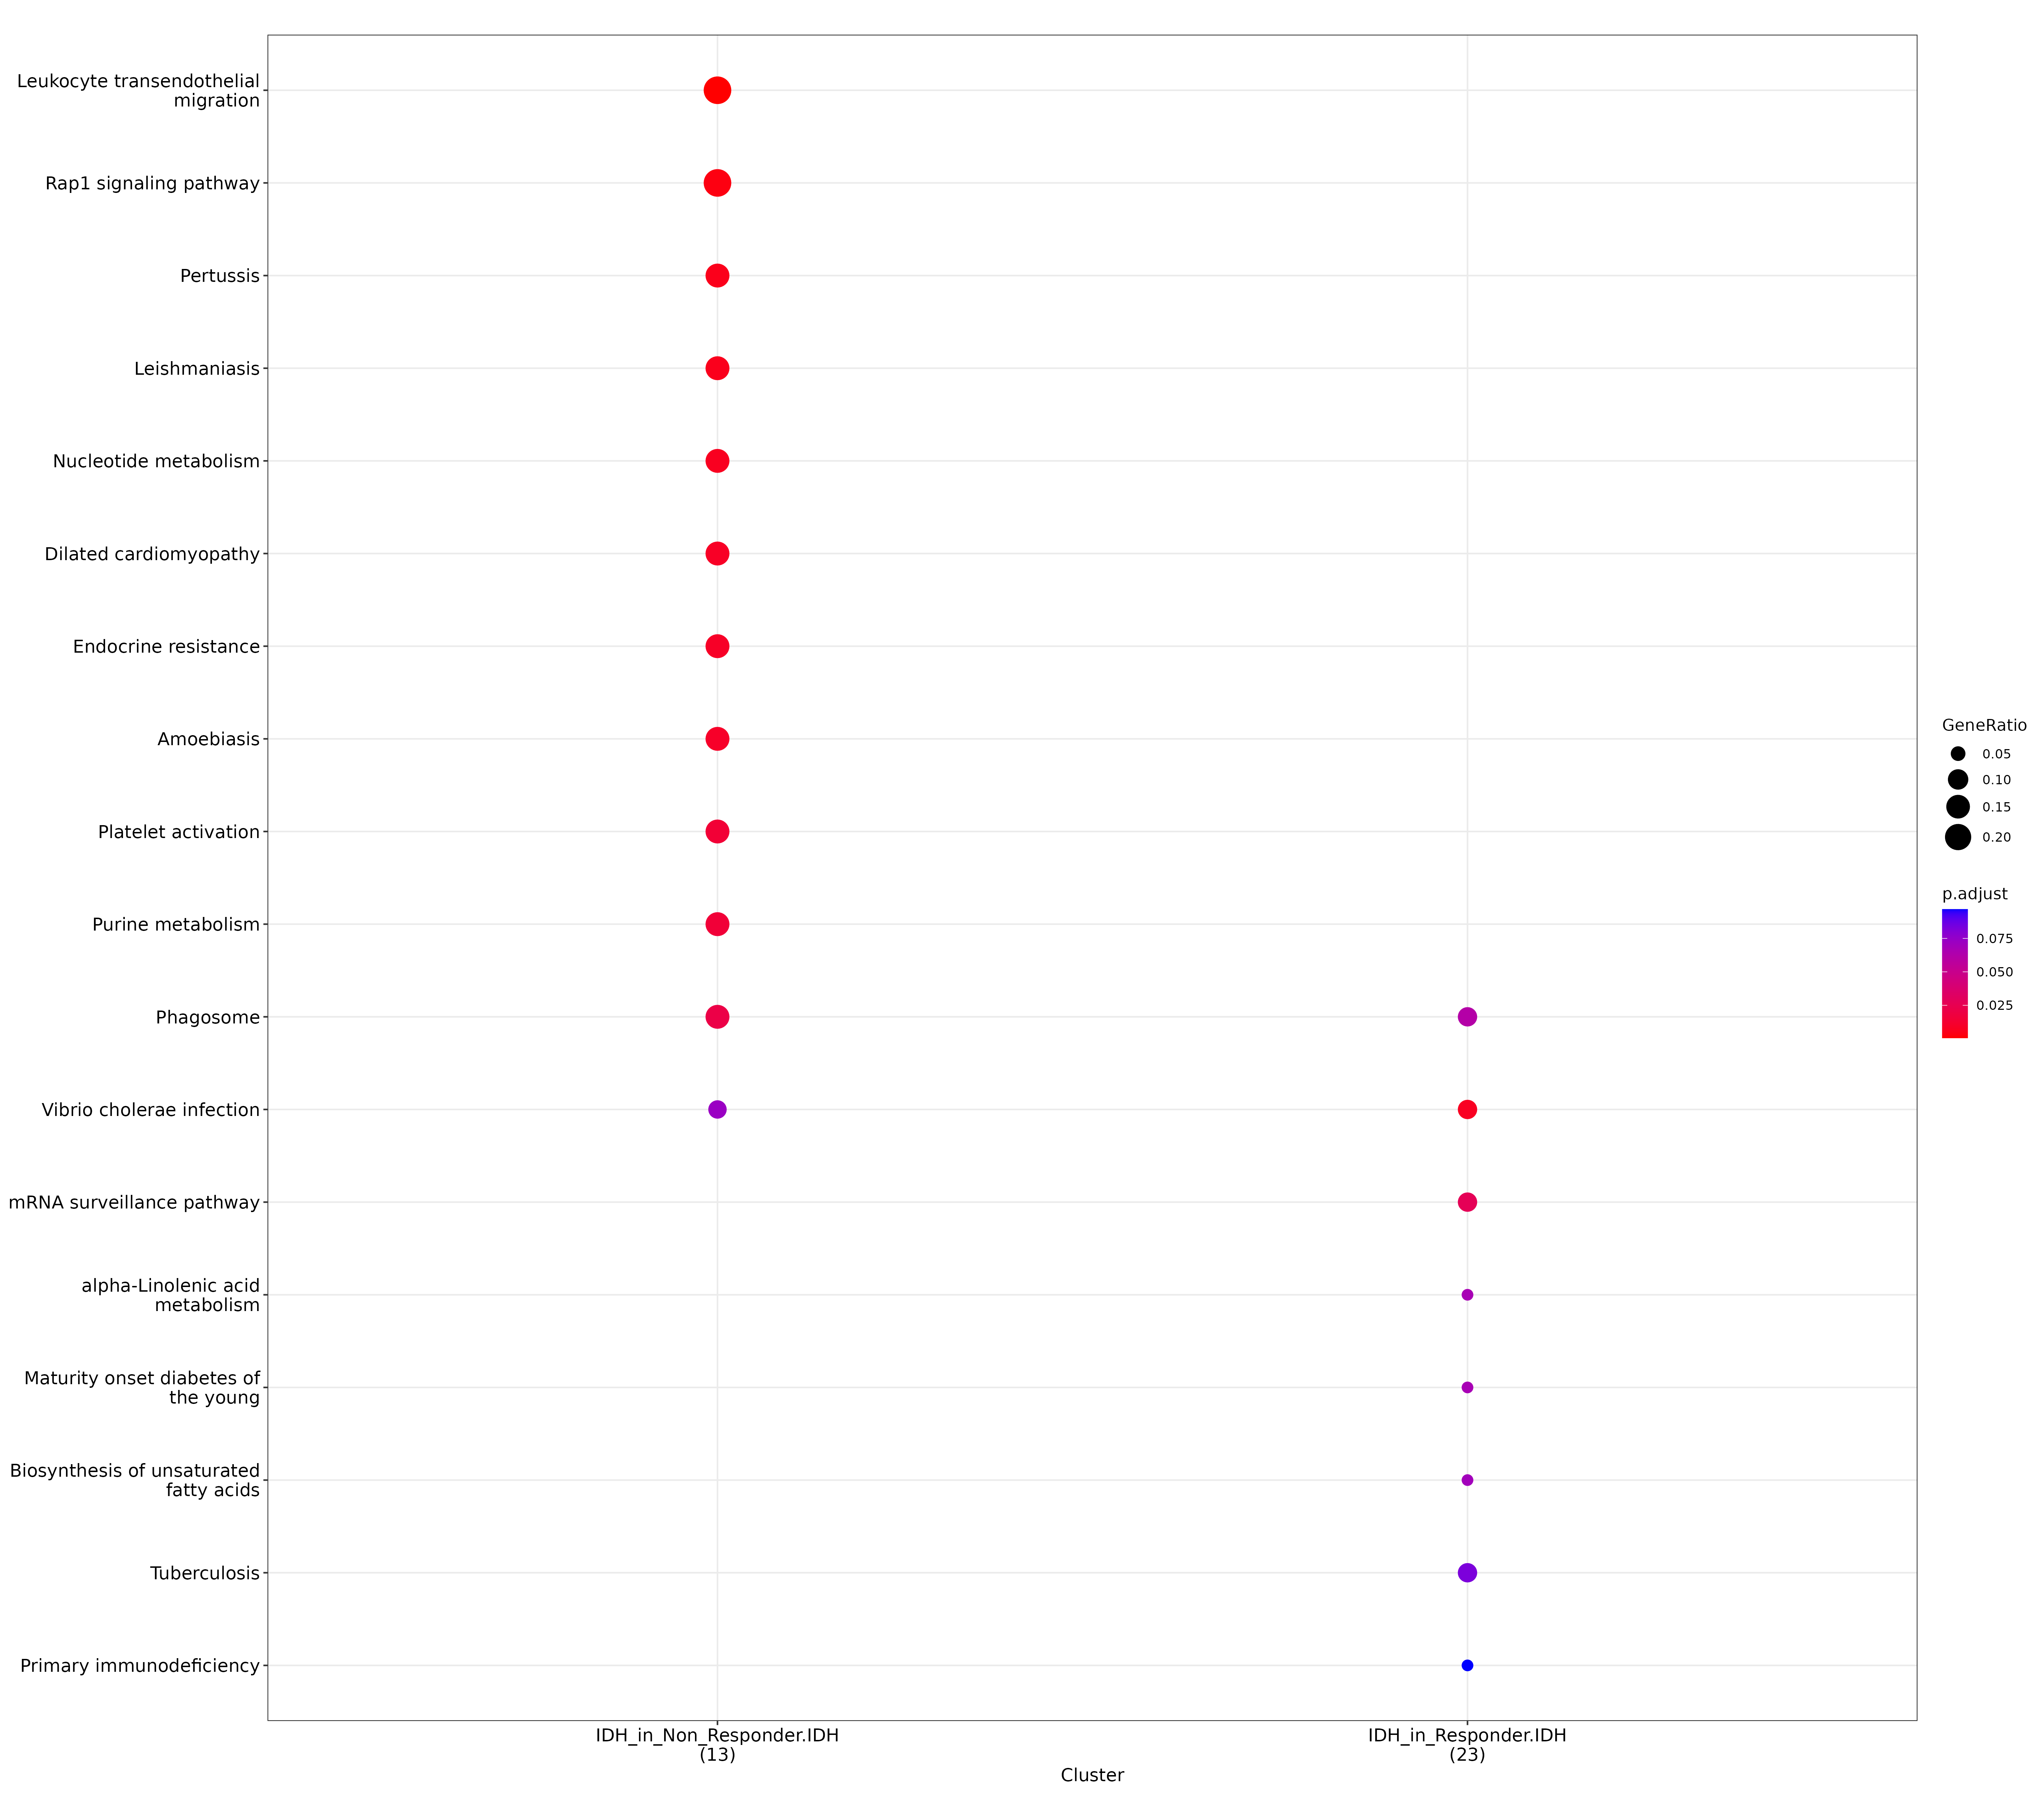 Leukocyte transendothelial
migration
Rap1 signaling pathway
Pertussis
Leishmaniasis
Nucleotide metabolism
Dilated cardiomyopathy
Endocrine resistance
Amoebiasis
Platelet activation
Purine metabolism
Phagosome
Vibrio cholerae infection
mRNA surveillance pathway
alpha-Linolenic acid
metabolism
Maturity onset diabetes of
the young
Biosynthesis of unsaturated
fatty acids
Tuberculosis
Primary immunodeficiency
IDH_in_Non_Responder.IDH
(13)
IDH_in_Responder.IDH
(23)
Cluster
GeneRatio
0.05
0.10
0.15
0.20
p.adjust
0.075
0.050
0.025